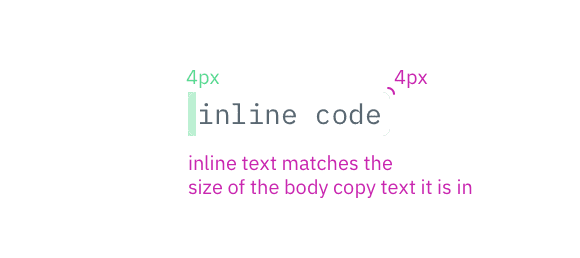 4px
4px
inline code
inline text matches the
size of the body copy text it is in